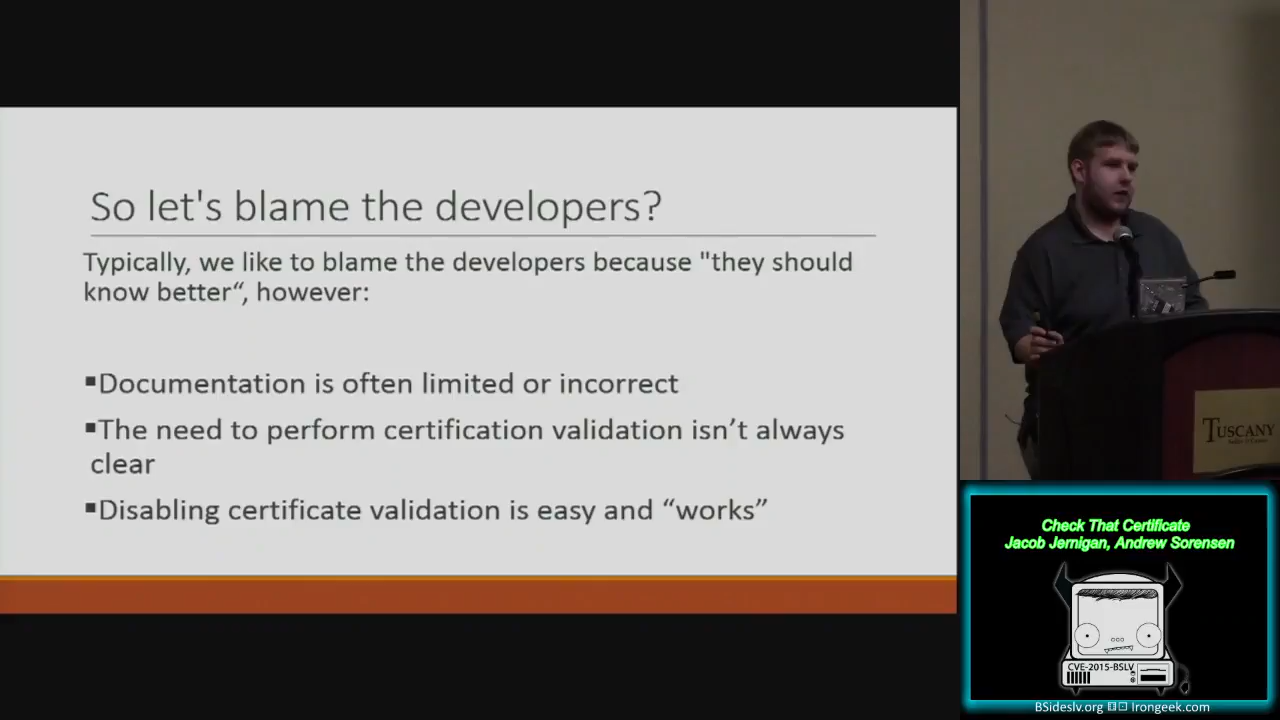 So let's blame the developers?
Typically, we like to blame the developers because "they should
know better“, however:
▪Documentation is often limited or incorrect
▪The need to perform certification validation isn’t always
clear
▪Disabling certificate validation is easy and “works”
TUSCANY
Check That Certificate
Jacob Jernigan, Andrew Sorensen
CVE-2015-BSLV
BSideslv.org Irongeek.com